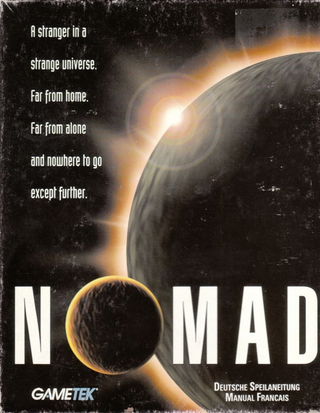 A stranger in a
strange universe.
Far from home.
Far from alone
and nowhere to go
except further.
NOMAD
GAMETEK
DEUTSCHE SPEILANEITUNG
MANUAL FRANCAIS